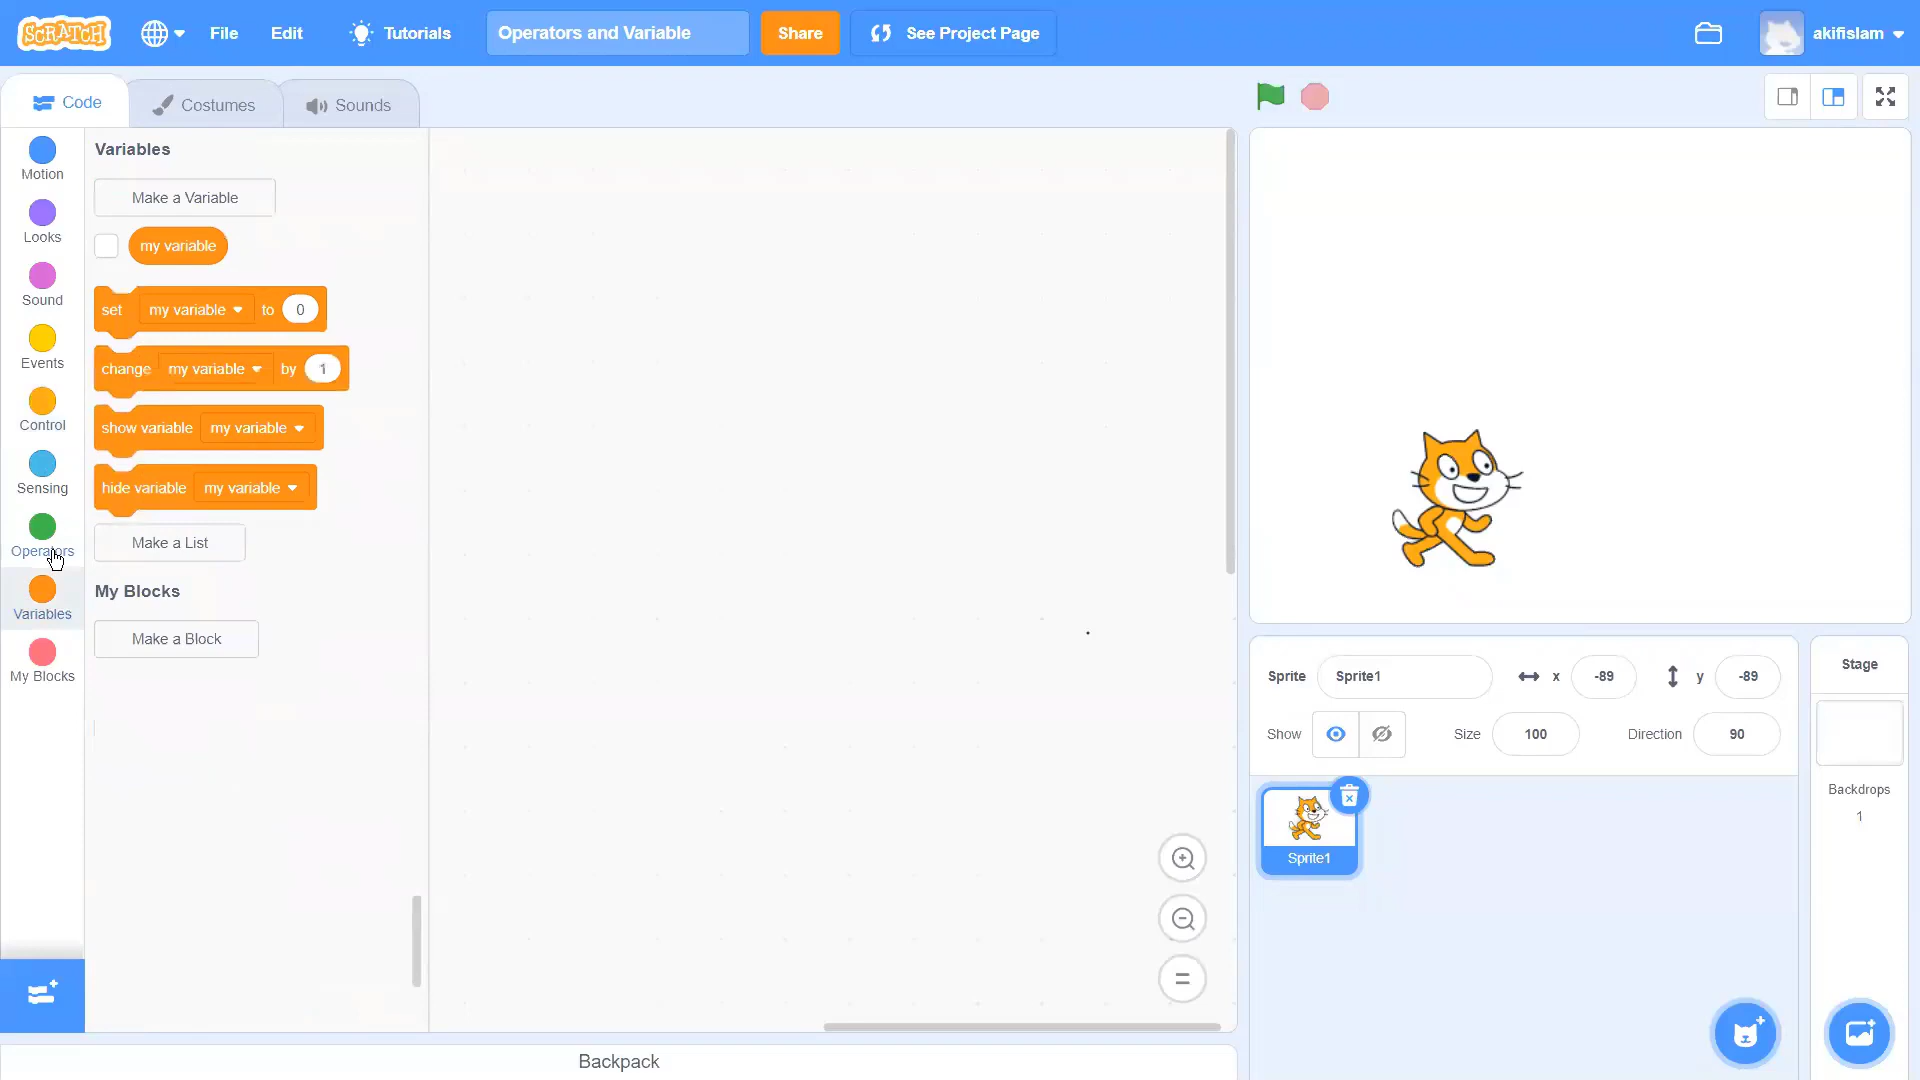 SCRATCH
File
Edit
Tutorials
Operators and Variable
Share
See Project Page
akifislam
Code
Costumes
Sounds
Motion
Looks
Sound
Events
Control
Sensing
Operators
Variables
My Blocks
Variables
Make a Variable
my variable
set my variable to 0
change my variable by 1
show variable my variable
hide variable my variable
Make a List
My Blocks
Make a Block
Backpack
Sprite Sprite1 x -89 y -89
Show Size 100 Direction 90
Sprite1
Stage
Backdrops
1